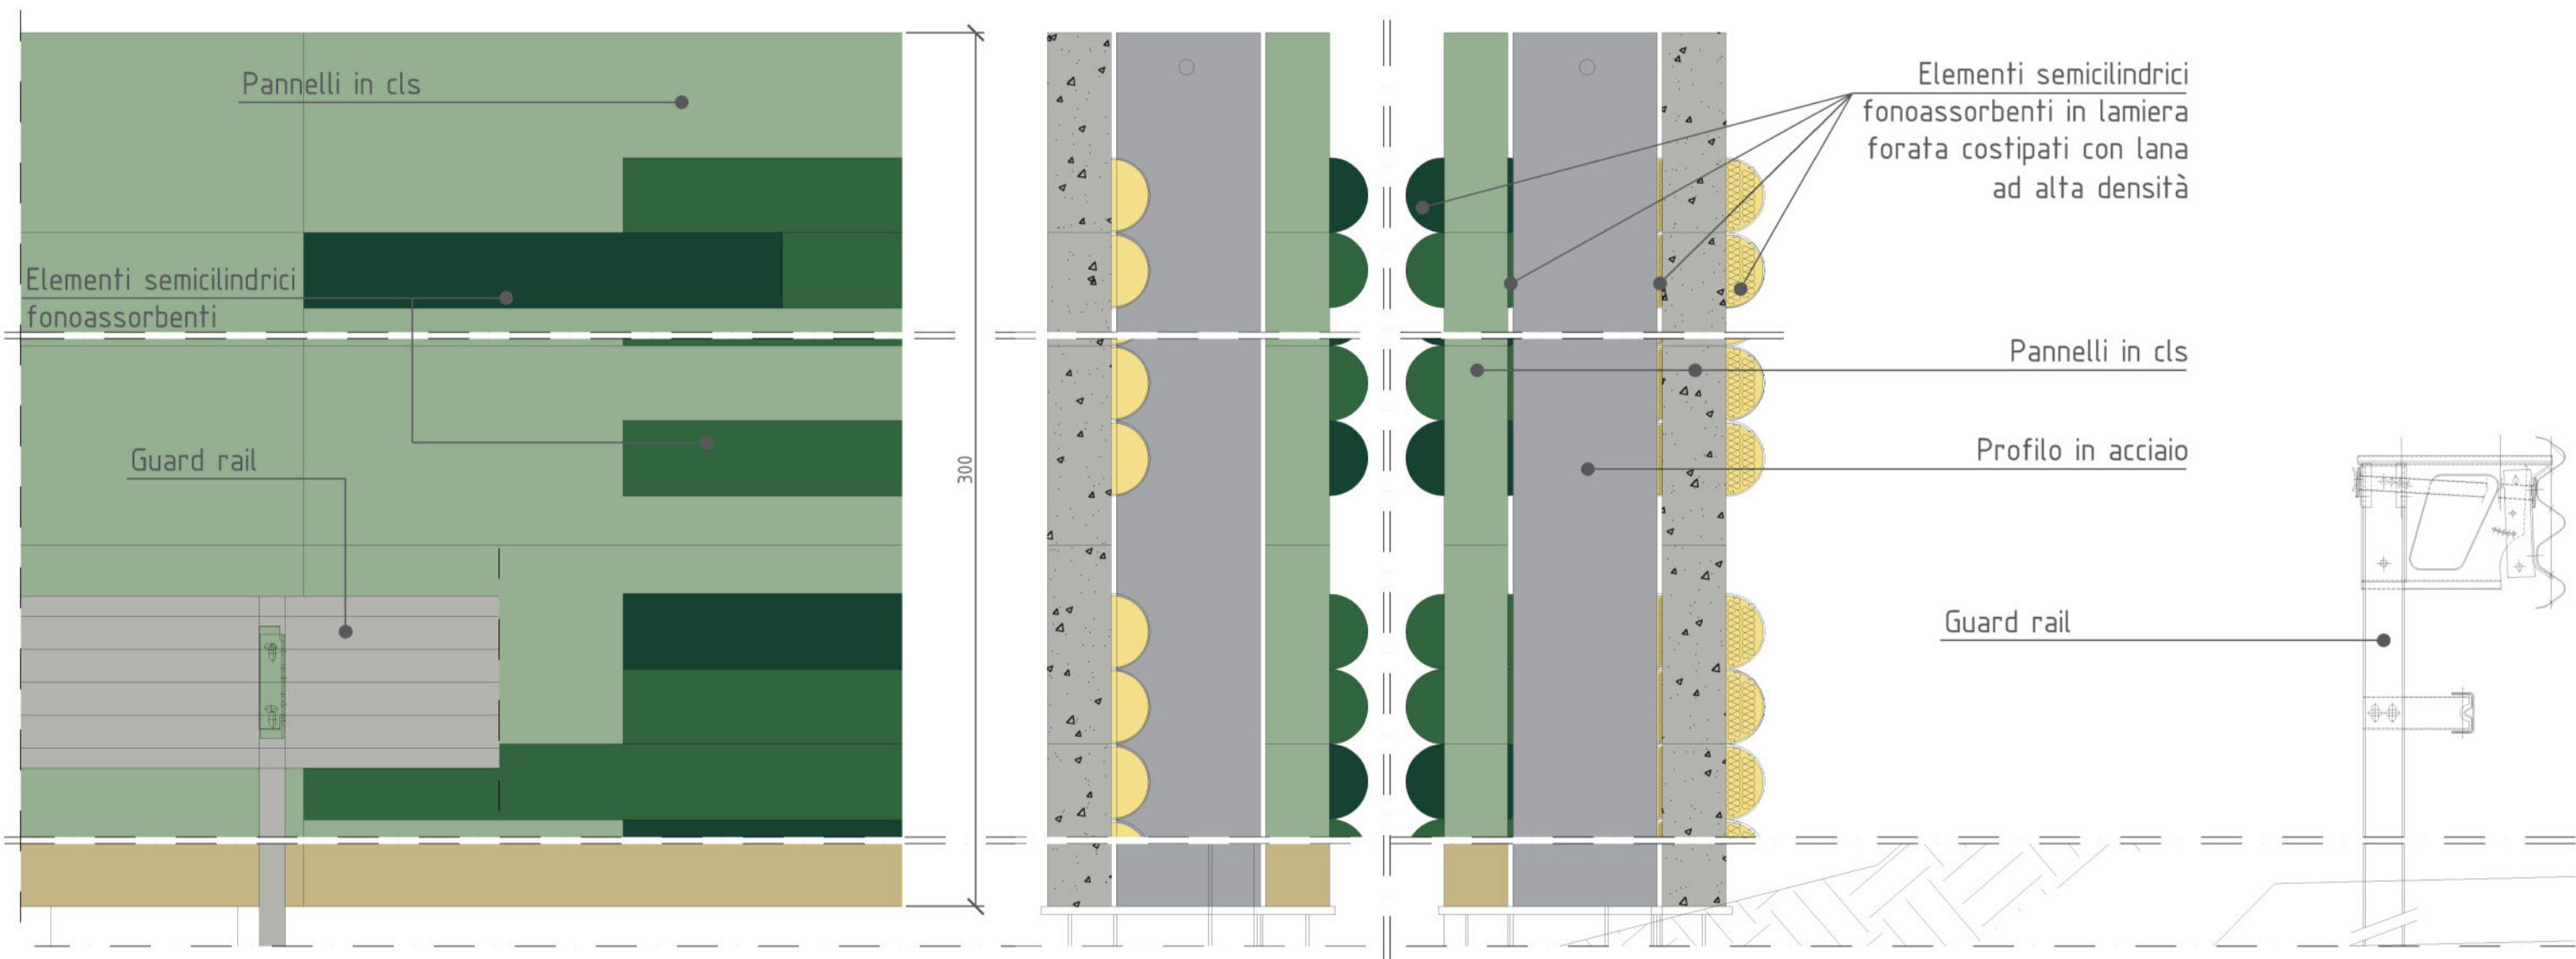 Pannelli in cls
Elementi semicilindrici
fonoassorbenti
Guard rail
300
Elementi semicilindrici
fonoassorbenti in lamiera
forata costipati con lana
ad alta densità
Pannelli in cls
Profilo in acciaio
Guard rail